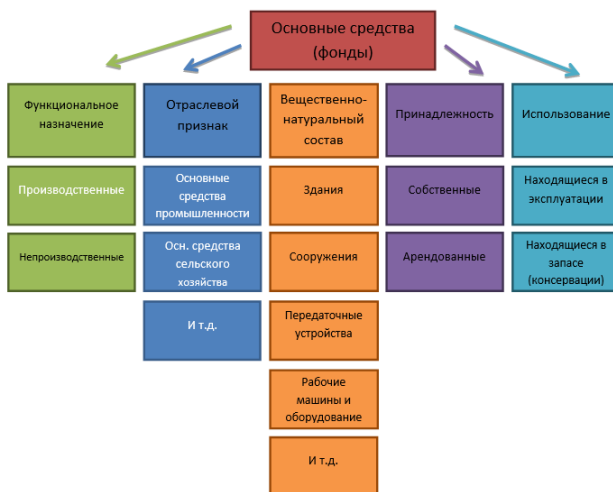 Основные средства
(фонды)
Функциональное
назначение
Производственные
Непроизводственные
Отраслевой
признак
Основные
средства
промышленности
Осн. средства
сельского
хозяйства
И т.д.
Вещественно-
натуральный
состав
Здания
Сооружения
Передаточные
устройства
Рабочие
машины и
оборудование
И т.д.
Принадлежность
Собственные
Арендованные
Использование
Находящиеся в
эксплуатации
Находящиеся в
запасе
(консервации)